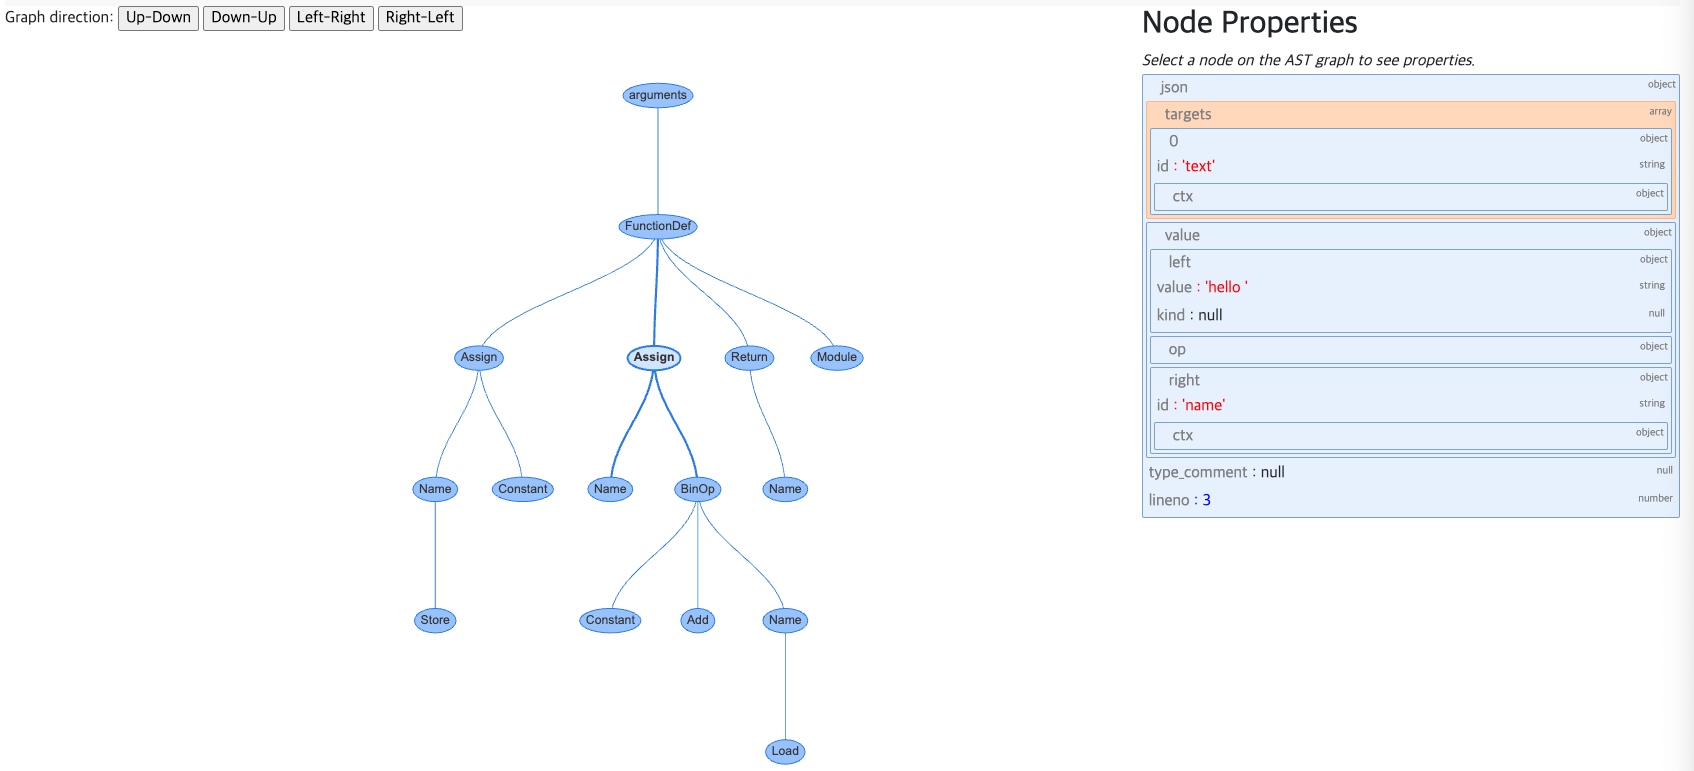 Graph direction: Up-Down Down-Up Left-Right Right-Left
arguments
FunctionDef
Assign Assign Return Module
Name Constant Name BinOp Name
Store Constant Add Name
Load
Node Properties
Select a node on the AST graph to see properties.
json object
targets array
0 object
id : 'text' string
ctx object
value object
left object
value : 'hello ' string
kind : null null
op object
right object
id : 'name' string
ctx object
type_comment : null null
lineno : 3 number